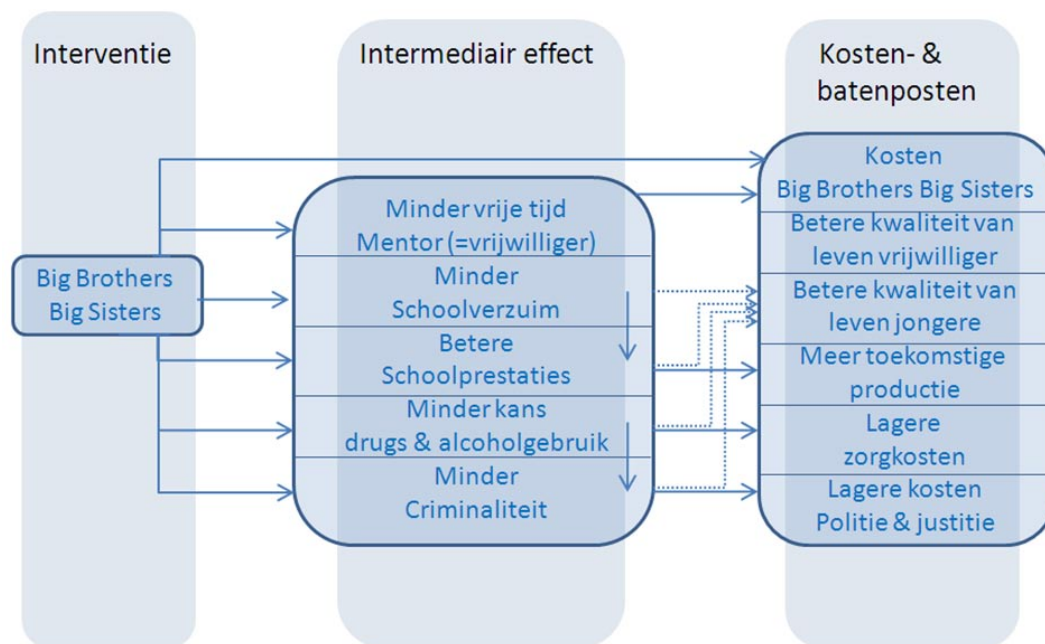 Interventie
Intermediair effect
Kosten- &
batenposten
Big Brothers
Big Sisters
Minder vrije tijd
Mentor (=vrijwilliger)
Minder
Schoolverzuim
Betere
Schoolprestaties
Minder kans
drugs & alcoholgebruik
Minder
Criminaliteit
Kosten
Big Brothers Big Sisters
Betere kwaliteit van
leven vrijwilliger
Betere kwaliteit van
leven jongere
Meer toekomstige
productie
Lagere
zorgkosten
Lagere kosten
Politie & justitie